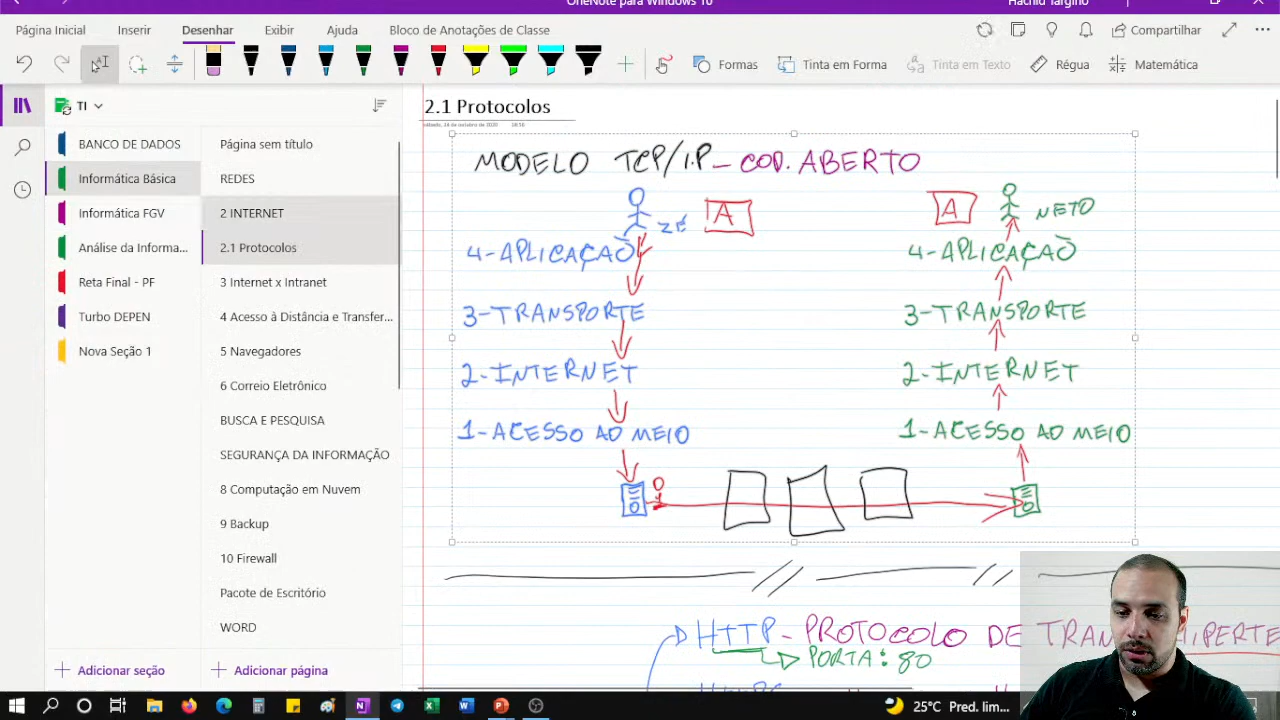 OneNote para Windows 10
Hachid Targino
Página Inicial Inserir Desenhar Exibir Ajuda Bloco de Anotações de Classe Compartilhar
Formas Tinta em Forma Tinta em Texto Régua Matemática
TI
BANCO DE DADOS
Informática Básica
Informática FGV
Análise da Informa...
Reta Final - PF
Turbo DEPEN
Nova Seção 1
Adicionar seção
Página sem título
REDES
2 INTERNET
2.1 Protocolos
3 Internet x Intranet
4 Acesso à Distância e Transfer...
5 Navegadores
6 Correio Eletrônico
BUSCA E PESQUISA
SEGURANÇA DA INFORMAÇÃO
8 Computação em Nuvem
9 Backup
10 Firewall
Pacote de Escritório
WORD
Adicionar página
2.1 Protocolos
MODELO TCP/I.P - COD. ABERTO
ZÉ A
A NETO
4-APLICAÇÃO 4-APLICAÇÃO
3-TRANSPORTE 3-TRANSPORTE
2-INTERNET 2-INTERNET
1-ACESSO AO MEIO 1-ACESSO AO MEIO
HTTP - PROTOCOLO DE TRAN HIPERTE
PORTA: 80
25°C Pred. lim...